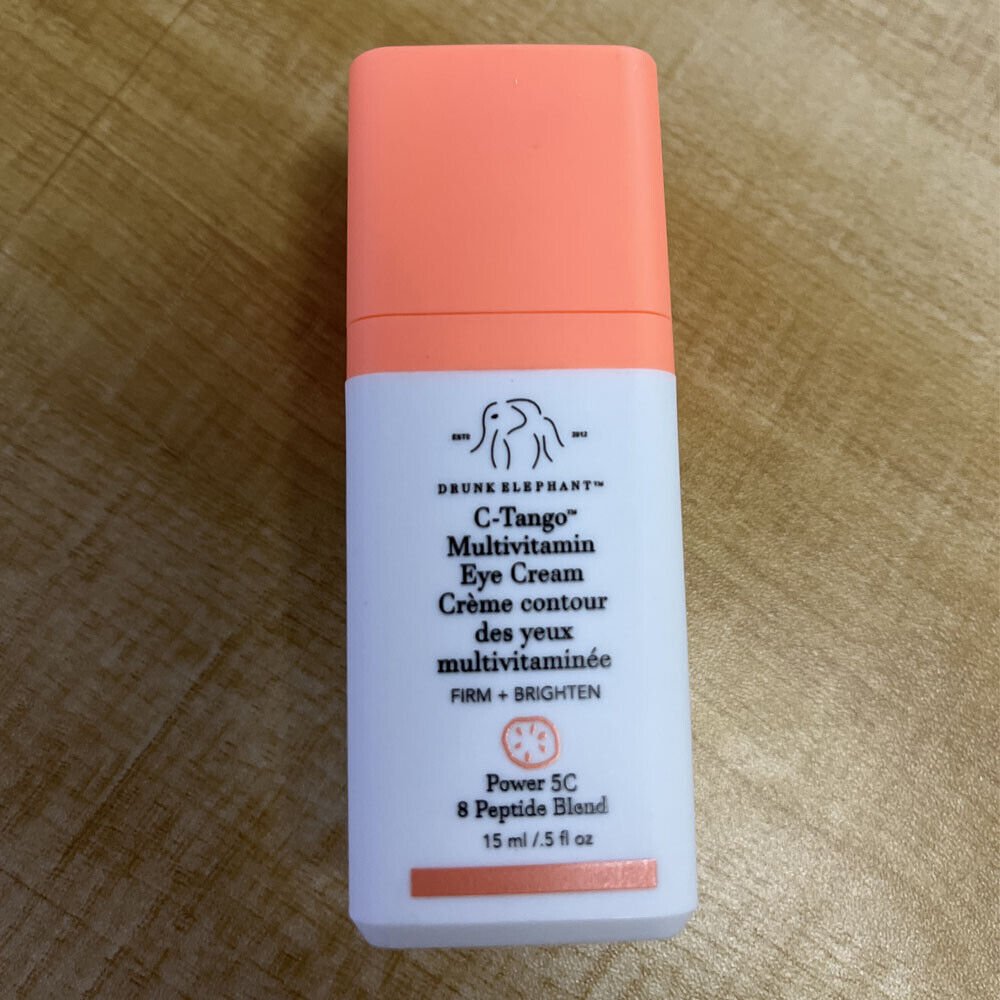 ESTD 2012
DRUNK ELEPHANT™
C-Tango™
Multivitamin
Eye Cream
Crème contour
des yeux
multivitaminée
FIRM + BRIGHTEN
Power 5C
8 Peptide Blend
15 ml /.5 fl oz